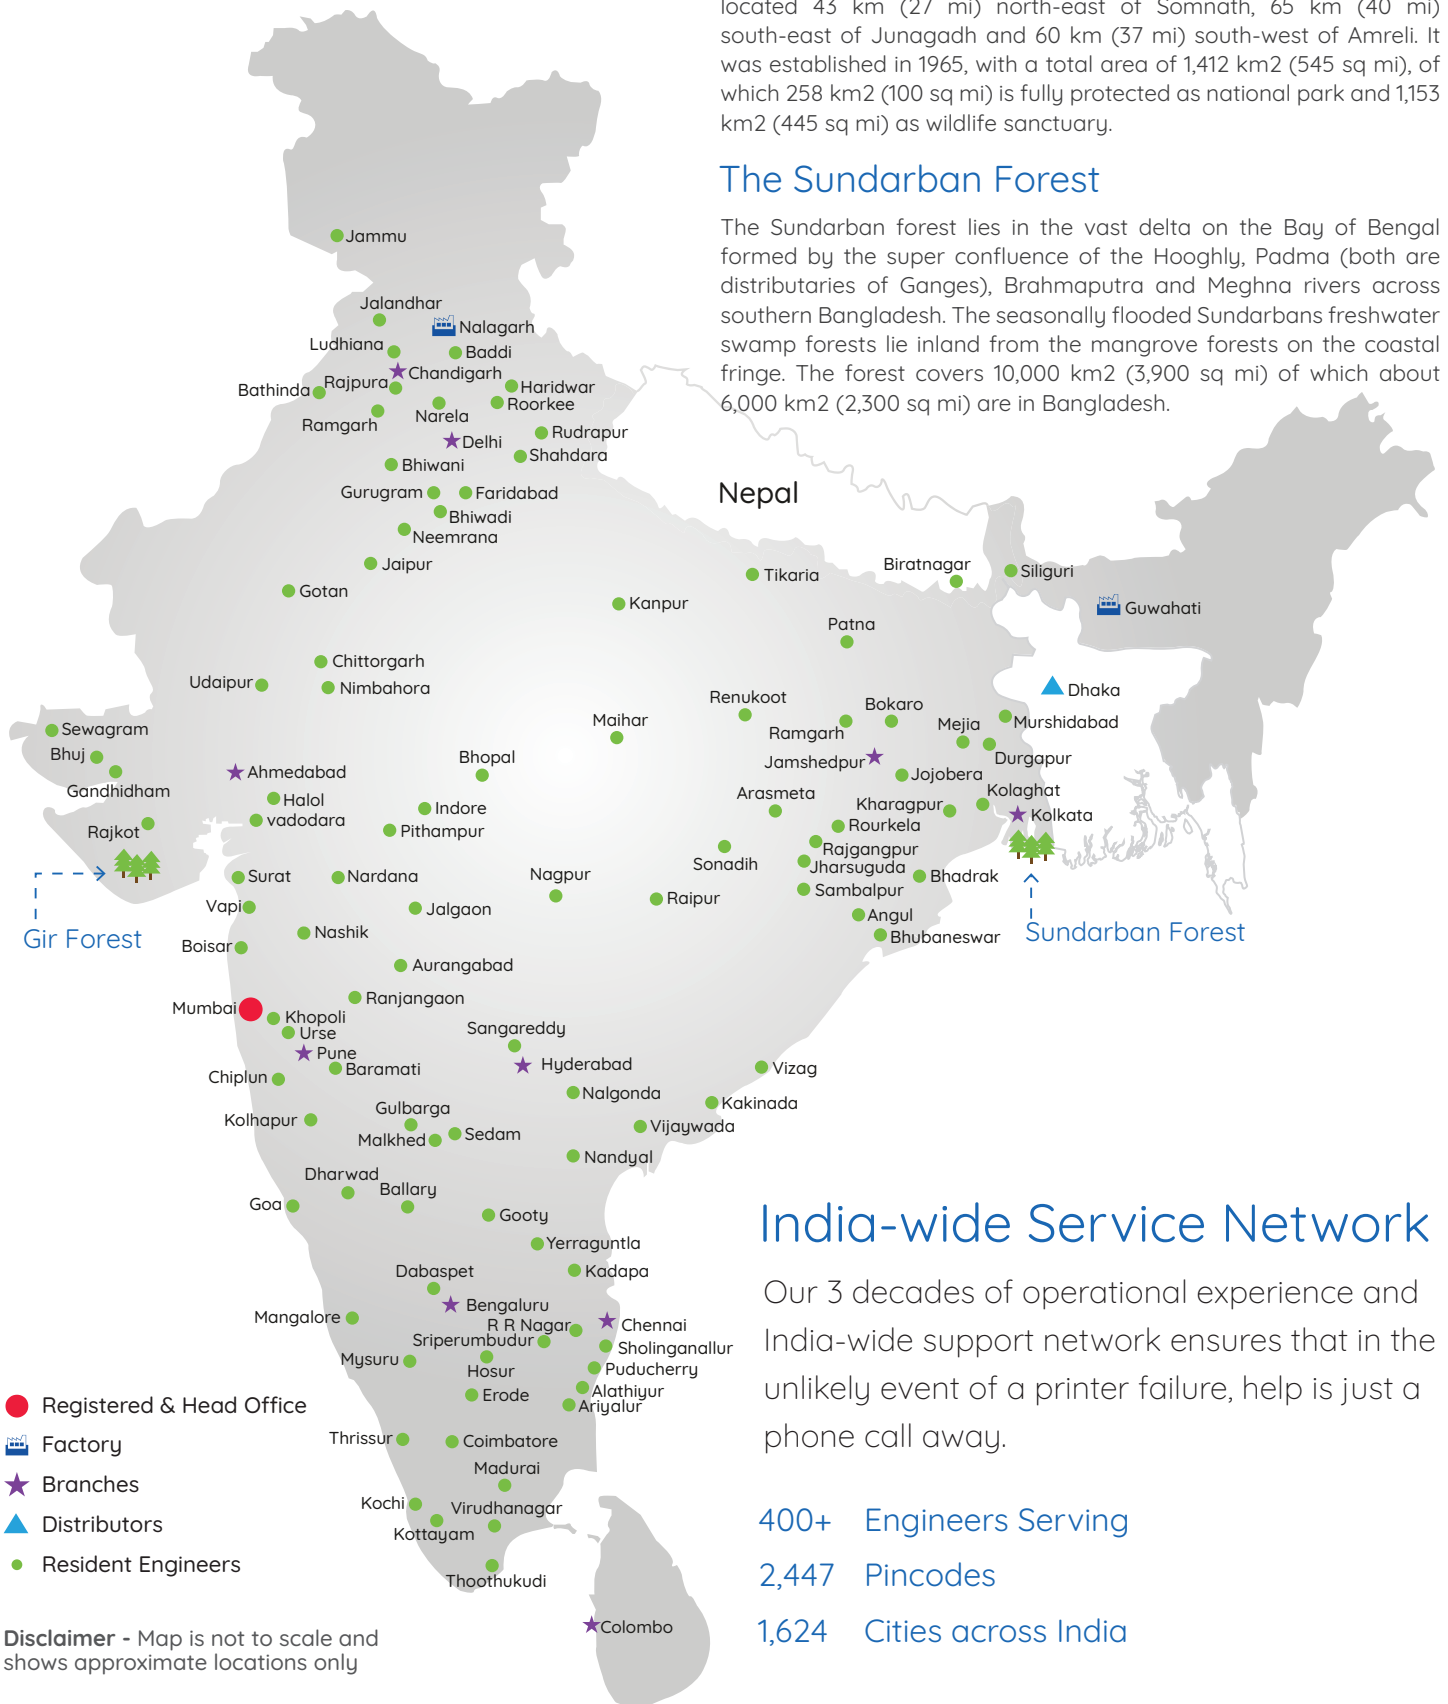 located 43 km (27 mi) north-east of Somnath, 65 km (40 mi)
south-east of Junagadh and 60 km (37 mi) south-west of Amreli. It
was established in 1965, with a total area of 1,412 km2 (545 sq mi), of
which 258 km2 (100 sq mi) is fully protected as national park and 1,153
km2 (445 sq mi) as wildlife sanctuary.
The Sundarban Forest
The Sundarban forest lies in the vast delta on the Bay of Bengal
formed by the super confluence of the Hooghly, Padma (both are
distributaries of Ganges), Brahmaputra and Meghna rivers across
southern Bangladesh. The seasonally flooded Sundarbans freshwater
swamp forests lie inland from the mangrove forests on the coastal
fringe. The forest covers 10,000 km2 (3,900 sq mi) of which about
6,000 km2 (2,300 sq mi) are in Bangladesh.
Jammu
Jalandhar
Nalagarh
Ludhiana
Baddi
Chandigarh
Rajpura
Bathinda
Haridwar
Roorkee
Narela
Ramgarh
Rudrapur
Delhi
Shahdara
Bhiwani
Gurugram
Faridabad
Bhiwadi
Neemrana
Nepal
Jaipur
Gotan
Tikaria
Biratnagar
Siliguri
Kanpur
Guwahati
Patna
Chittorgarh
Udaipur
Nimbahora
Dhaka
Renukoot
Bokaro
Maihar
Ramgarh
Mejia
Murshidabad
Sewagram
Bhuj
Bhopal
Jamshedpur
Durgapur
Ahmedabad
Gandhidham
Jojobera
Halol
Arasmeta
Kolaghat
Indore
Kharagpur
Kolkata
vadodara
Rajkot
Pithampur
Rourkela
Rajgangpur
Sonadih
Jharsuguda
Surat
Nardana
Nagpur
Bhadrak
Sambalpur
Raipur
Vapi
Jalgaon
Angul
Nashik
Gir Forest
Boisar
Bhubaneswar
Sundarban Forest
Aurangabad
Ranjangaon
Mumbai
Khopoli
Urse
Sangareddy
Pune
Hyderabad
Baramati
Chiplun
Vizag
Nalgonda
Kakinada
Gulbarga
Kolhapur
Malkhed
Sedam
Vijaywada
Nandyal
Dharwad
Ballary
Goa
Gooty
Yerraguntla
Dabaspet
Kadapa
Bengaluru
Mangalore
R R Nagar
Chennai
Sriperumbudur
Sholinganallur
Mysuru
Hosur
Puducherry
Erode
Alathiyur
Ariyalur
Thrissur
Coimbatore
Madurai
Kochi
Virudhanagar
Kottayam
Thoothukudi
Colombo
India-wide Service Network
Our 3 decades of operational experience and
India-wide support network ensures that in the
unlikely event of a printer failure, help is just a
phone call away.
400+ Engineers Serving
2,447 Pincodes
1,624 Cities across India
Registered & Head Office
Factory
Branches
Distributors
Resident Engineers
Disclaimer - Map is not to scale and
shows approximate locations only